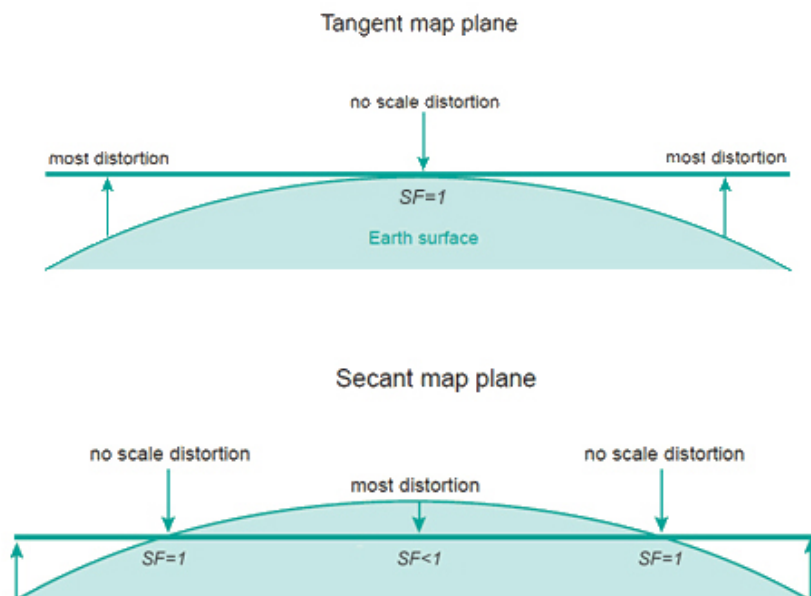 Tangent map plane
no scale distortion
most distortion
most distortion
SF=1
Earth surface
Secant map plane
no scale distortion
no scale distortion
most distortion
SF=1
SF<1
SF=1